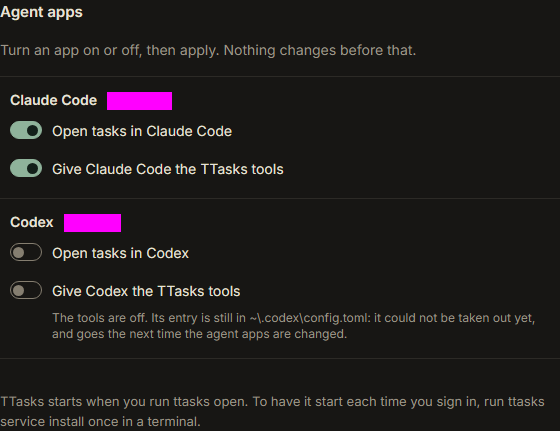 Agent apps
Turn an app on or off, then apply. Nothing changes before that.
Claude Code
Open tasks in Claude Code
Give Claude Code the TTasks tools
Codex
Open tasks in Codex
Give Codex the TTasks tools
The tools are off. Its entry is still in ~\.codex\config.toml: it could not be taken out yet,
and goes the next time the agent apps are changed.
TTasks starts when you run ttasks open. To have it start each time you sign in, run ttasks
service install once in a terminal.